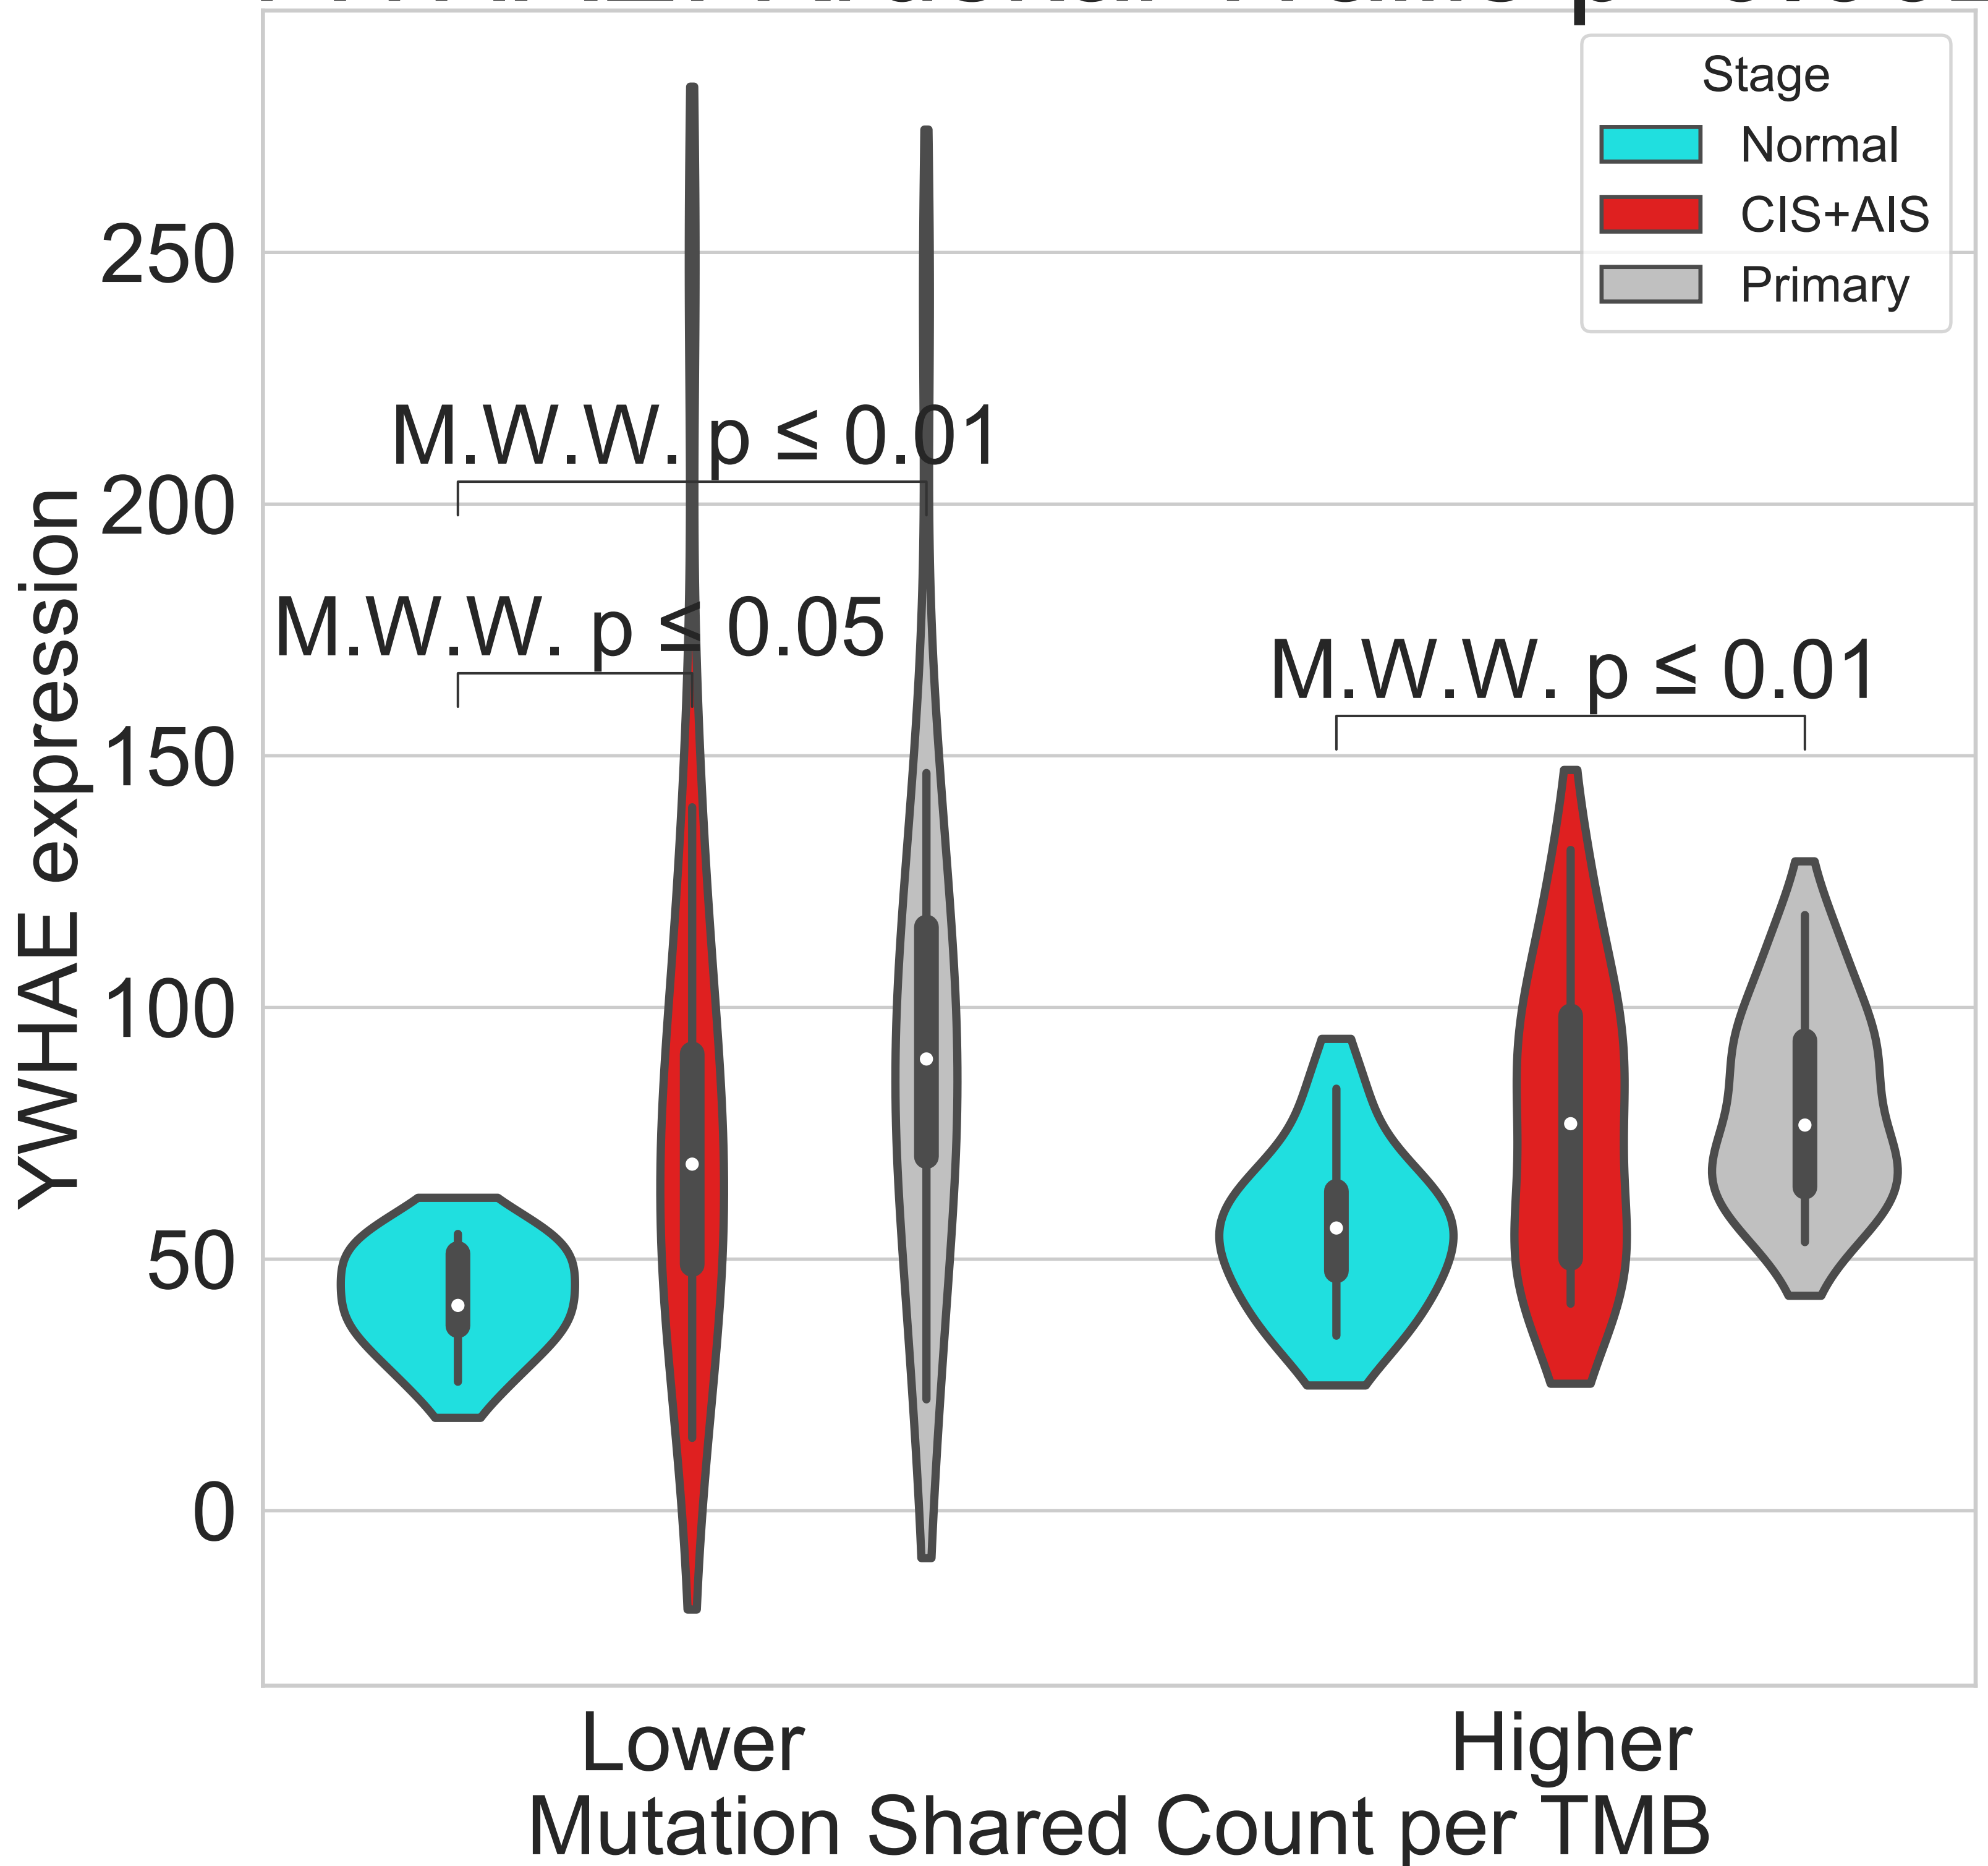 Stage
Normal
CIS+AIS
Primary
250
200
150
100
50
0
YWHAE expression
M.W.W. p ≤ 0.01
M.W.W. p ≤ 0.05
M.W.W. p ≤ 0.01
Lower
Higher
Mutation Shared Count per TMB